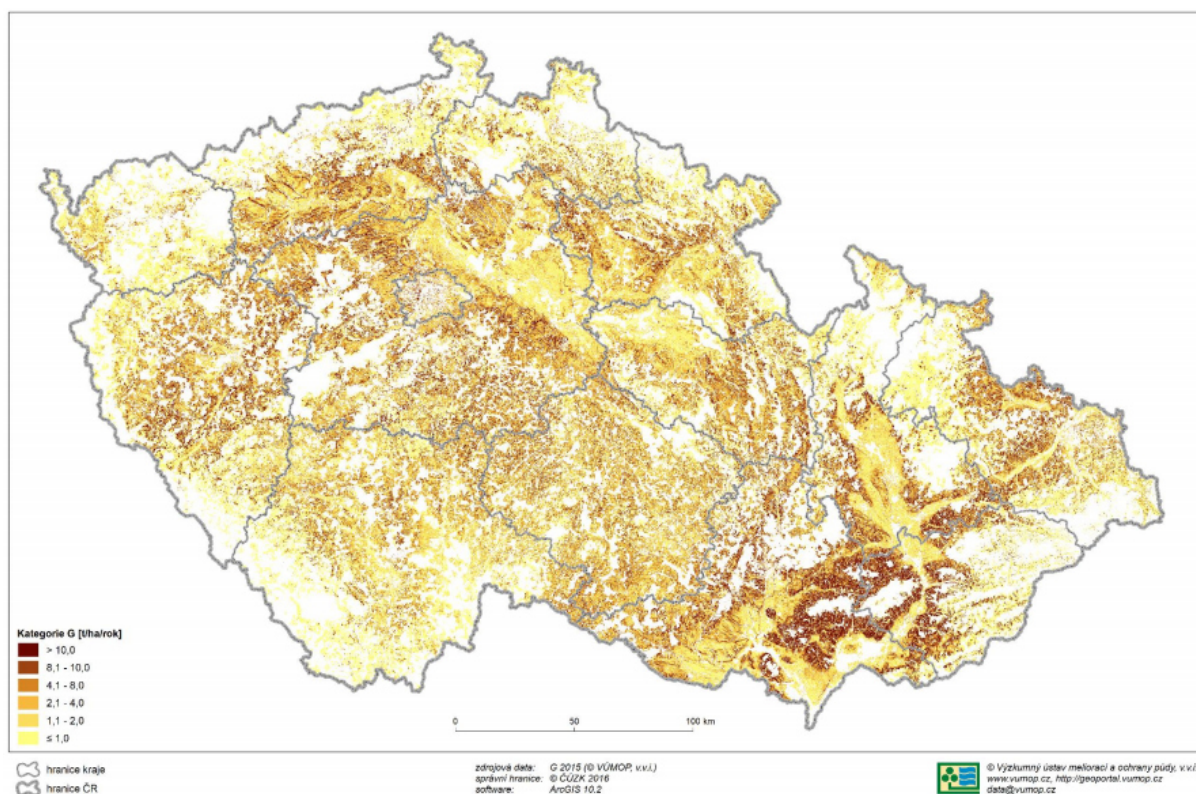 Kategorie G [t/ha/rok]
> 10,0
8,1 - 10,0
4,1 - 8,0
2,1 - 4,0
1,1 - 2,0
≤ 1,0
0 50 100 km
hranice kraje
hranice ČR
zdrojová data: G 2015 (© VÚMOP, v.v.i.)
správní hranice: © ČÚZK 2016
software: ArcGIS 10.2
© Výzkumný ústav meliorací a ochrany půdy, v.v.i.
www.vumop.cz, http://geoportal.vumop.cz
data@vumop.cz